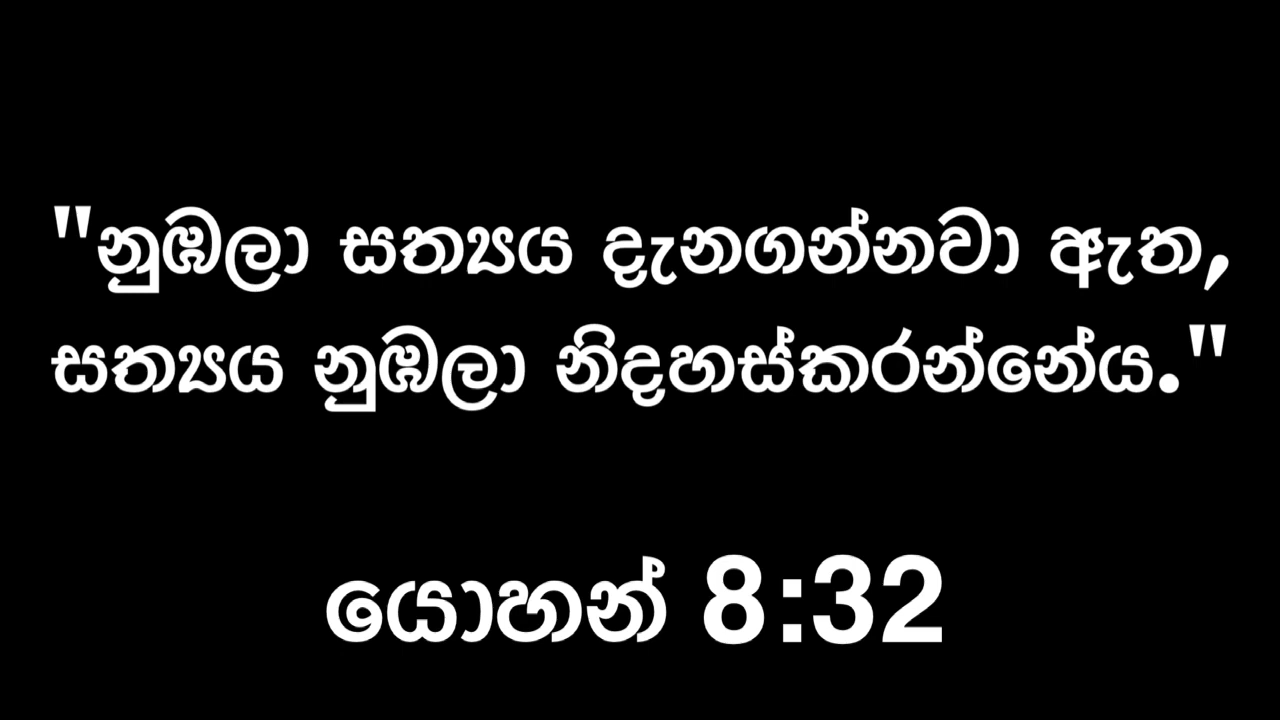 "නුඹලා සත්‍යය දැනගන්නවා ඇත,
සත්‍යය නුඹලා නිදහස්කරන්නේය."
යොහන් 8:32